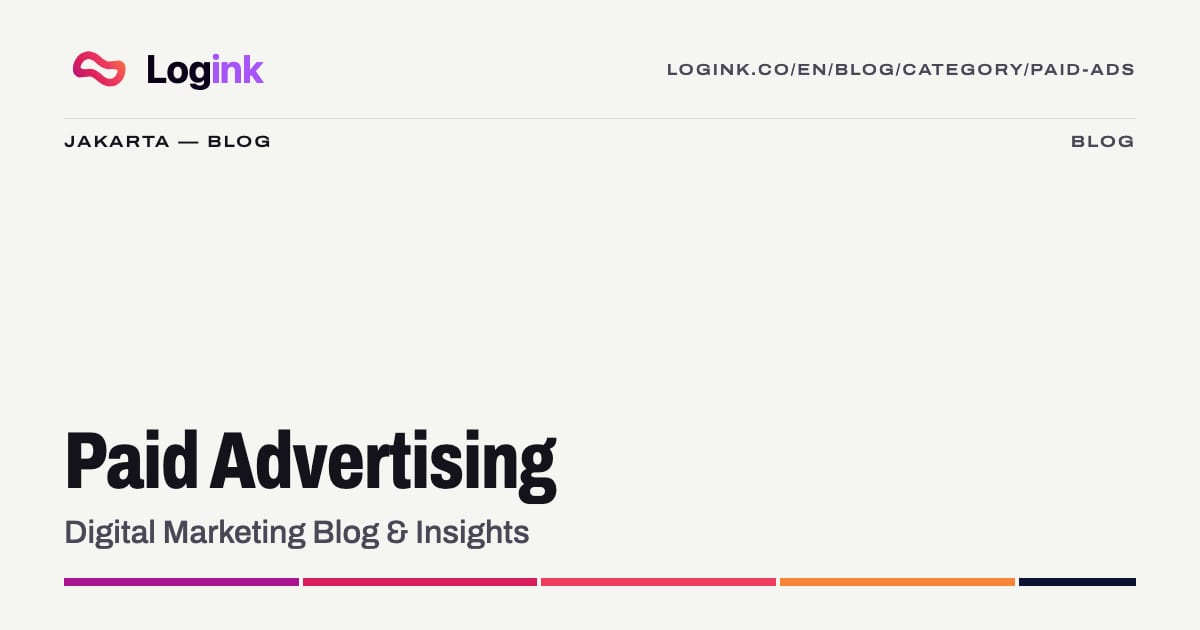 Logink
LOGINK.CO/EN/BLOG/CATEGORY/PAID-ADS
JAKARTA — BLOG
BLOG
Paid Advertising
Digital Marketing Blog & Insights